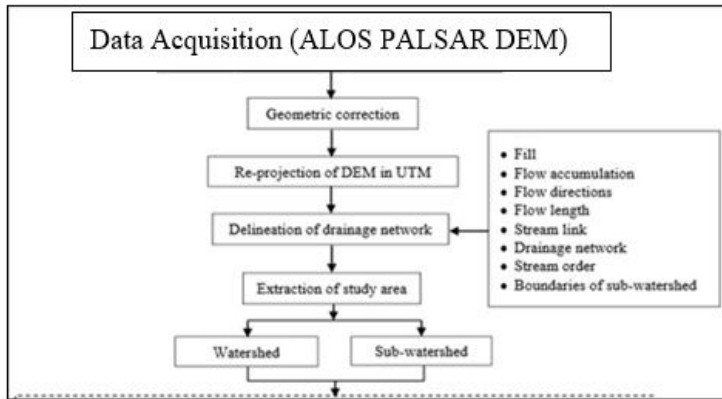 Data Acquisition (ALOS PALSAR DEM)
Geometric correction
Re-projection of DEM in UTM
Delineation of drainage network
• Fill
• Flow accumulation
• Flow directions
• Flow length
• Stream link
• Drainage network
• Stream order
• Boundaries of sub-watershed
Extraction of study area
Watershed
Sub-watershed